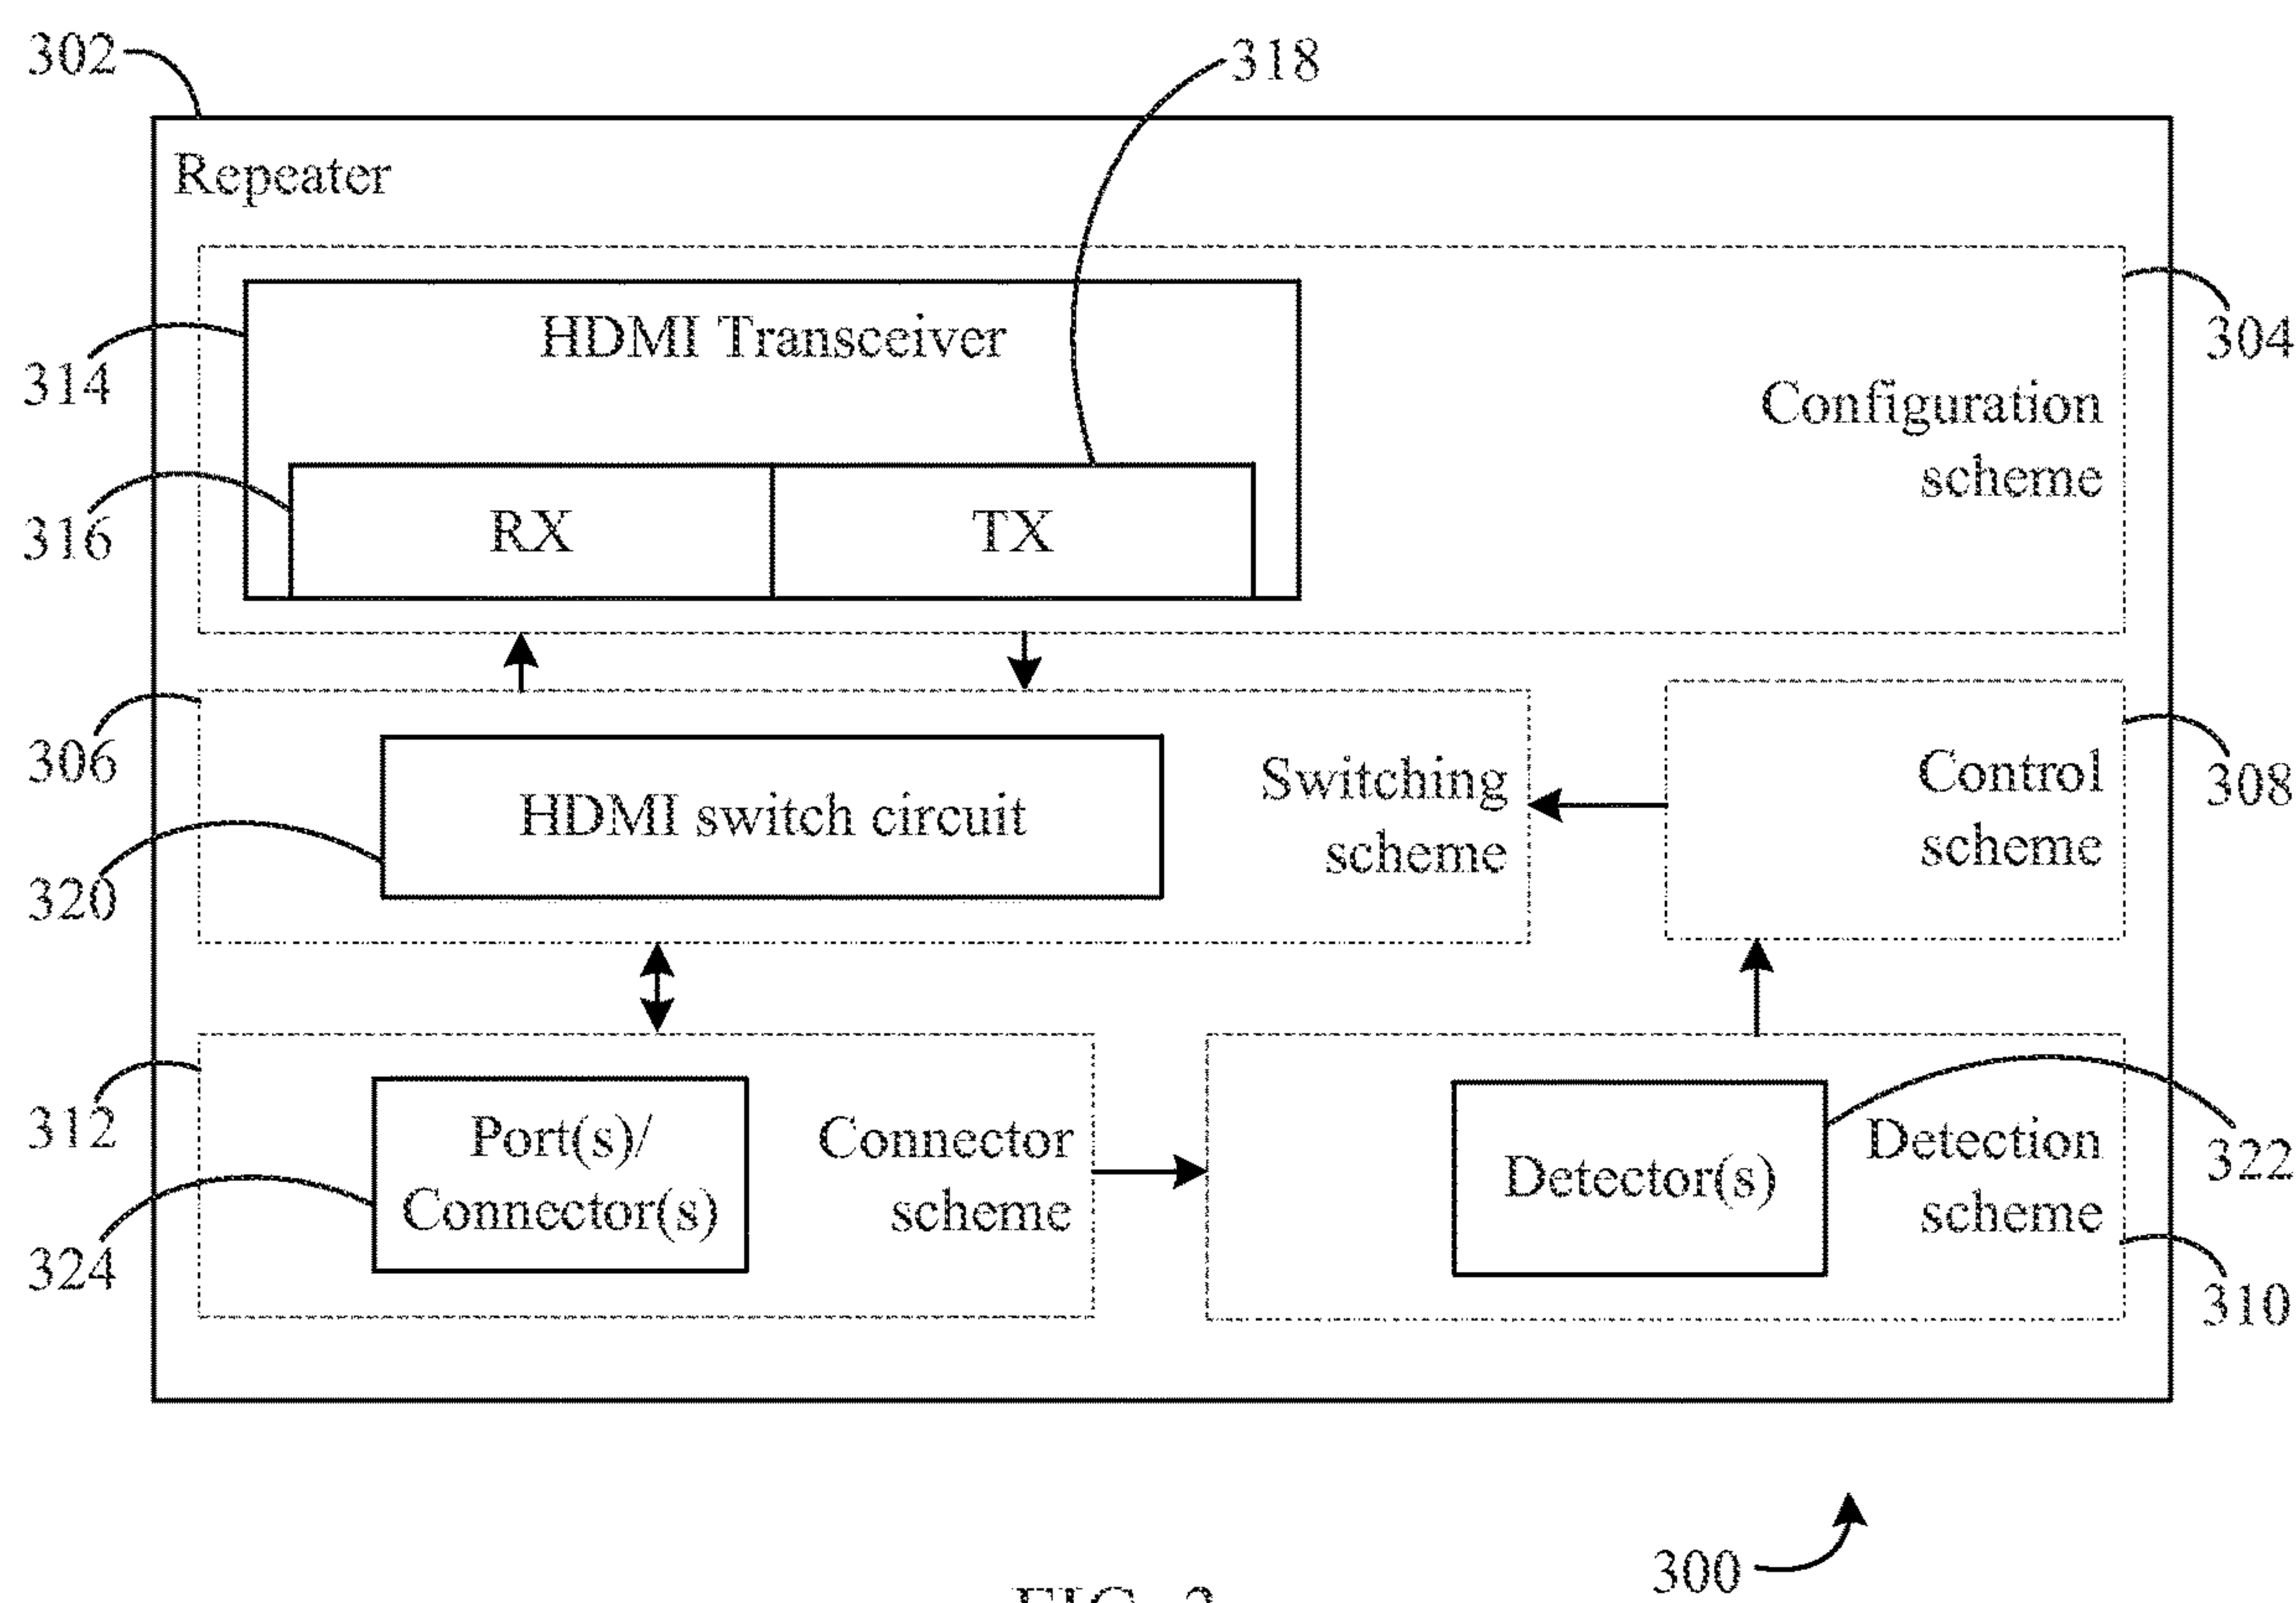 302
318
Repeater
HDMI Transceiver
304
314
Configuration
scheme
316
RX
TX
306
Switching
scheme
Control
scheme
308
HDMI switch circuit
320
312
Port(s)/
Connector(s)
Connector
scheme
Detector(s)
Detection
scheme
322
324
310
300